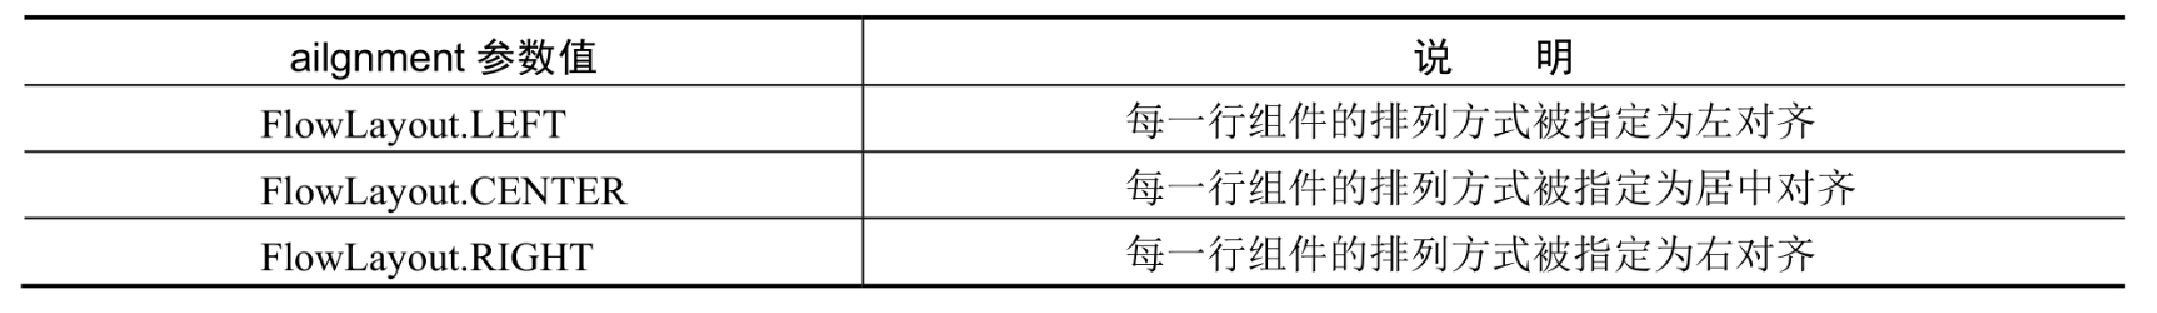 ailgnment 参数值 说 明
FlowLayout.LEFT 每一行组件的排列方式被指定为左对齐
FlowLayout.CENTER 每一行组件的排列方式被指定为居中对齐
FlowLayout.RIGHT 每一行组件的排列方式被指定为右对齐